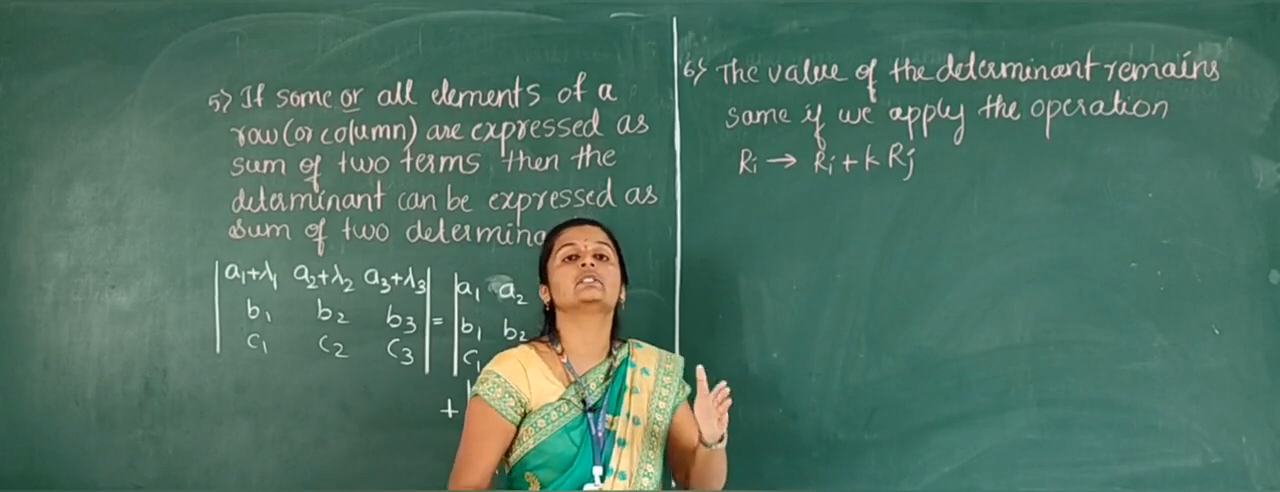 5) If some or all elements of a
row (or column) are expressed as
sum of two terms then the
determinant can be expressed as
sum of two determina
|a₁+λ₁ a₂+λ₂ a₃+λ₃| = |a₁ a₂
b₁ b₂ b₃ b₁ b₂
c₁ c₂ c₃ c₁
+
6) The value of the determinant remains
same if we apply the operation
Ri → Ri + k Rj